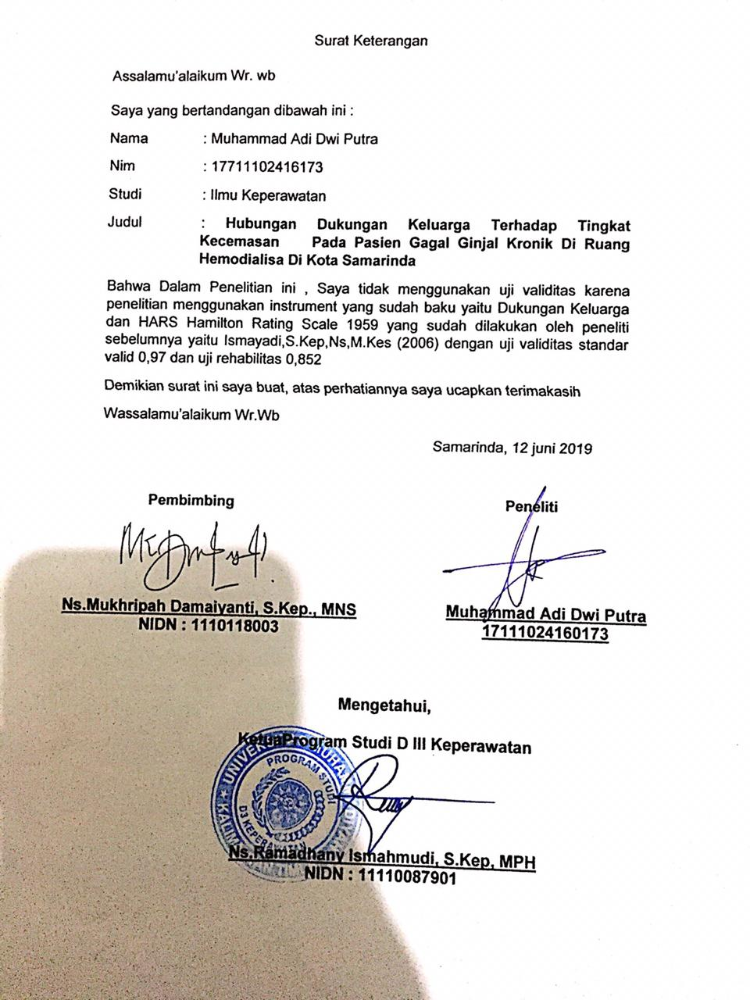 Surat Keterangan
Assalamu'alaikum Wr. wb
Saya yang bertandangan dibawah ini :
Nama : Muhammad Adi Dwi Putra
Nim : 17711102416173
Studi : Ilmu Keperawatan
Judul : Hubungan Dukungan Keluarga Terhadap Tingkat
Kecemasan Pada Pasien Gagal Ginjal Kronik Di Ruang
Hemodialisa Di Kota Samarinda
Bahwa Dalam Penelitian ini , Saya tidak menggunakan uji validitas karena
penelitian menggunakan instrument yang sudah baku yaitu Dukungan Keluarga
dan HARS Hamilton Rating Scale 1959 yang sudah dilakukan oleh peneliti
sebelumnya yaitu Ismayadi,S.Kep,Ns,M.Kes (2006) dengan uji validitas standar
valid 0,97 dan uji rehabilitas 0,852
Demikian surat ini saya buat, atas perhatiannya saya ucapkan terimakasih
Wassalamu'alaikum Wr.Wb
Samarinda, 12 juni 2019
Pembimbing
Ns.Mukhripah Damaiyanti, S.Kep., MNS
NIDN : 1110118003
Peneliti
Muhammad Adi Dwi Putra
17111024160173
Mengetahui,
KetuaProgram Studi D III Keperawatan
PROGRAM STUDI
Ns.Ramadhany Ismahmudi, S.Kep, MPH
NIDN : 11110087901